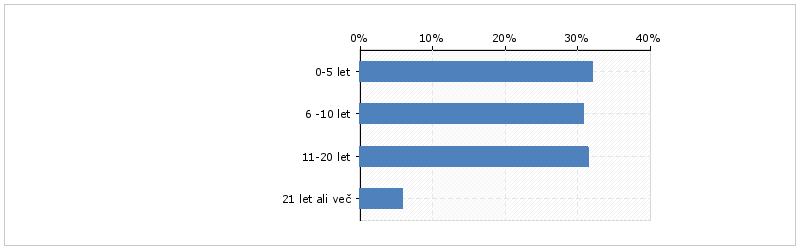 0% 10% 20% 30% 40%
0-5 let
6 -10 let
11-20 let
21 let ali več